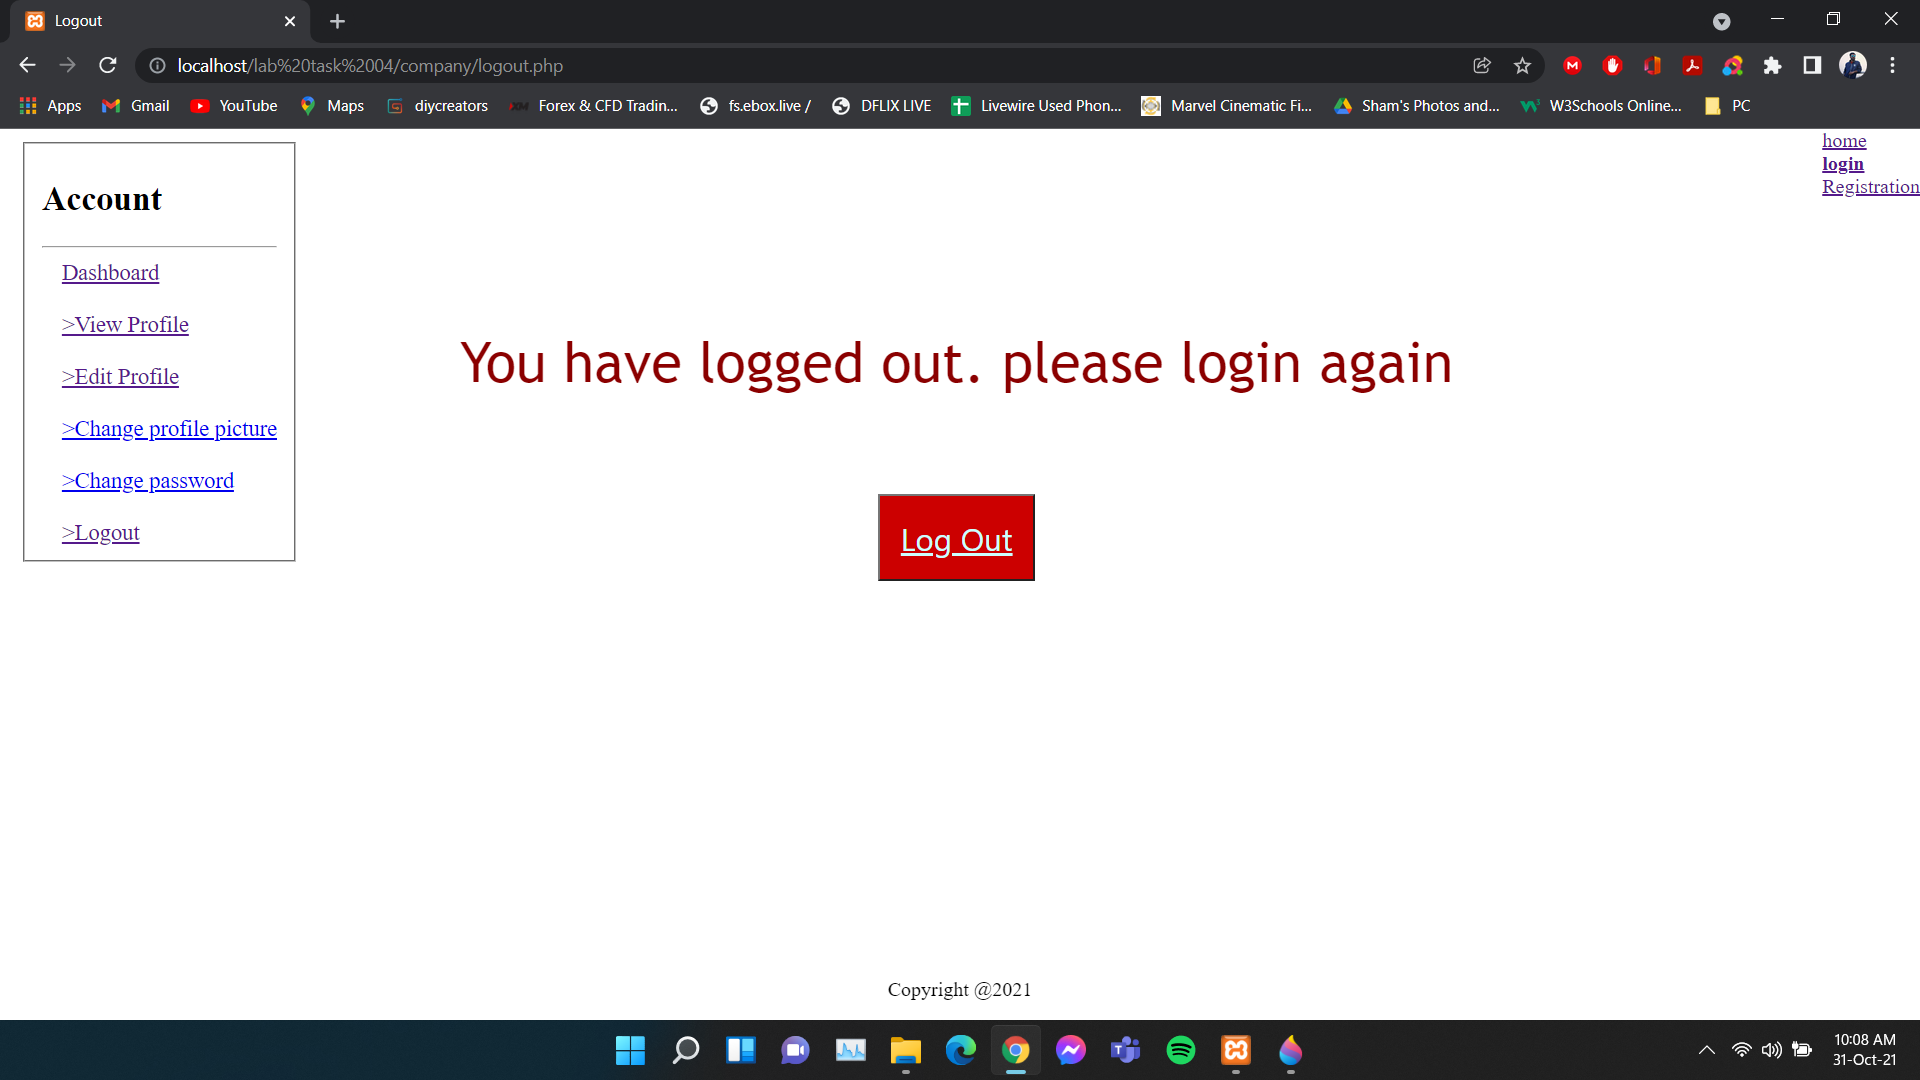 Logout
localhost/lab%20task%2004/company/logout.php
Apps Gmail YouTube Maps diycreators Forex & CFD Tradin... fs.ebox.live / DFLIX LIVE Livewire Used Phon... Marvel Cinematic Fi... Sham's Photos and... W3Schools Online... PC
home
login
Registration
Account
Dashboard
>View Profile
>Edit Profile
>Change profile picture
>Change password
>Logout
You have logged out. please login again
Log Out
Copyright @2021
10:08 AM
31-Oct-21